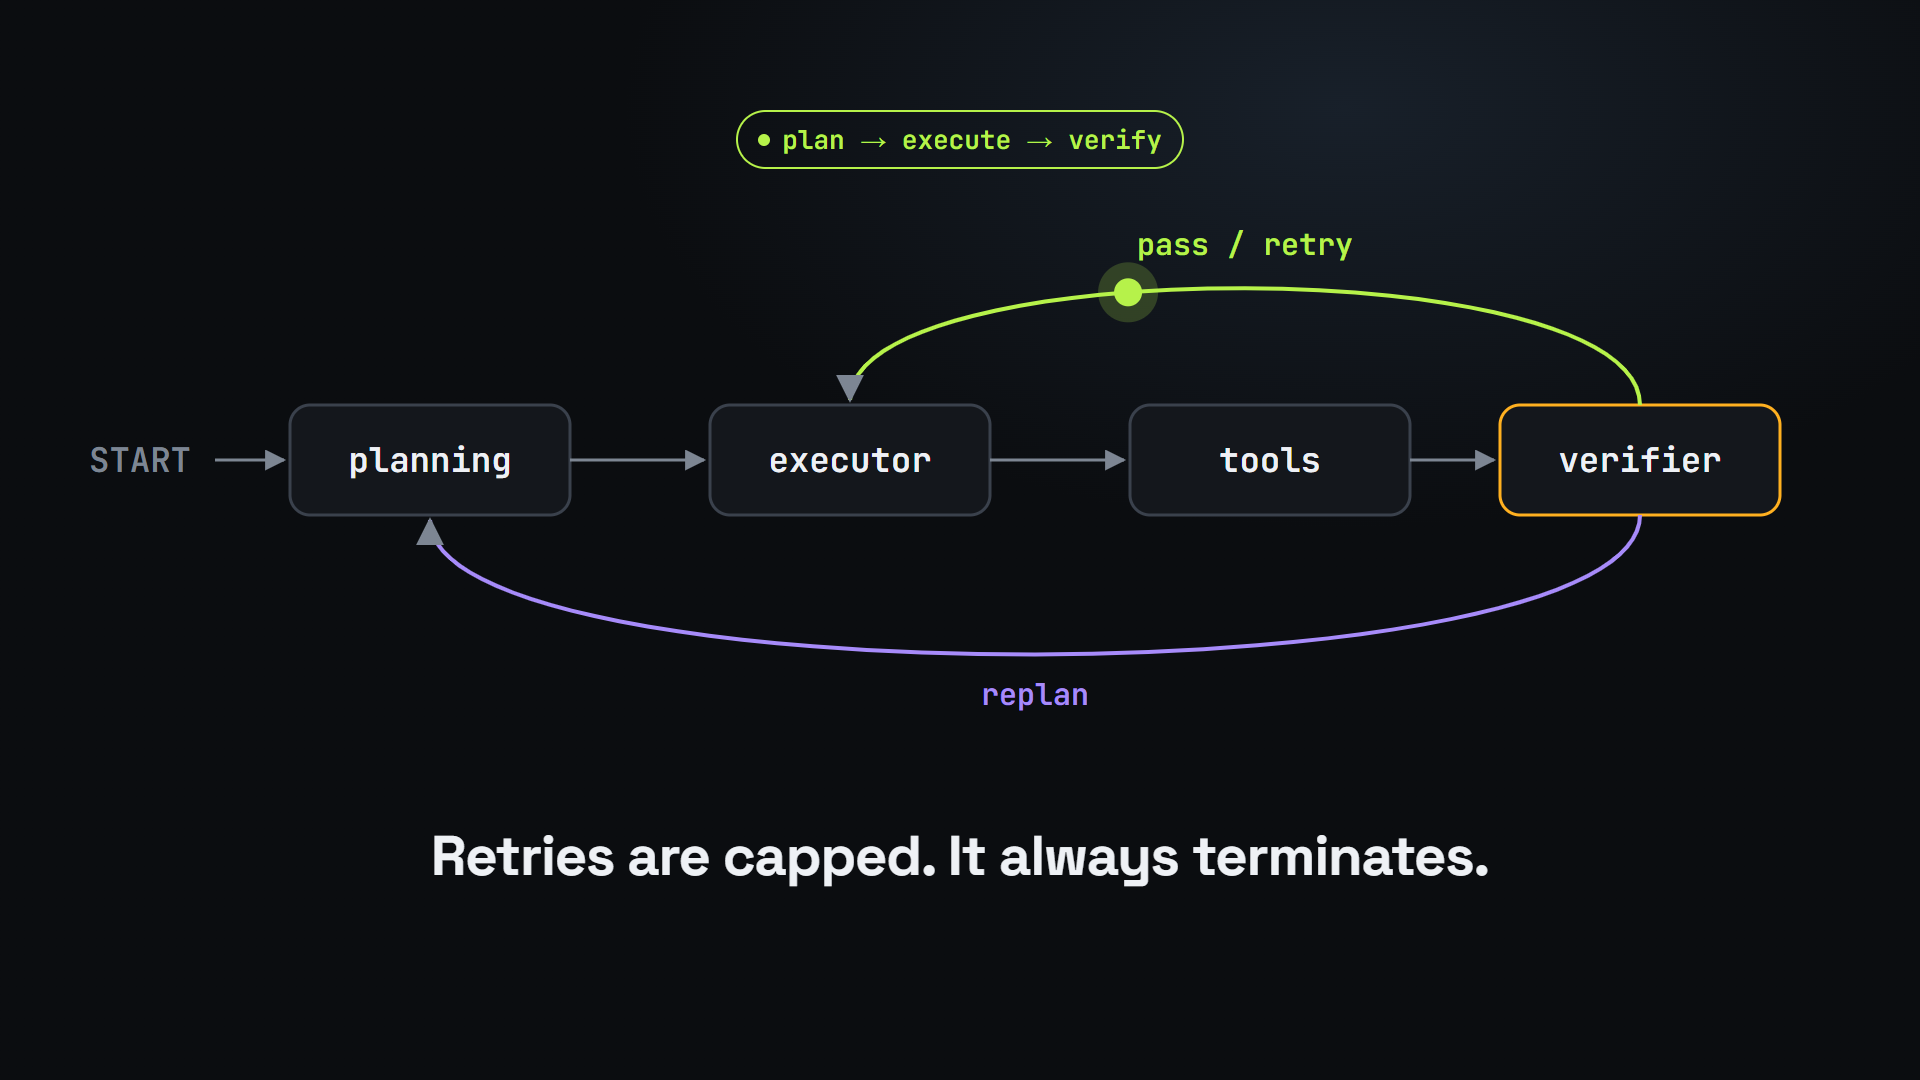 plan → execute → verify
pass / retry
START
planning
executor
tools
verifier
replan
Retries are capped. It always terminates.